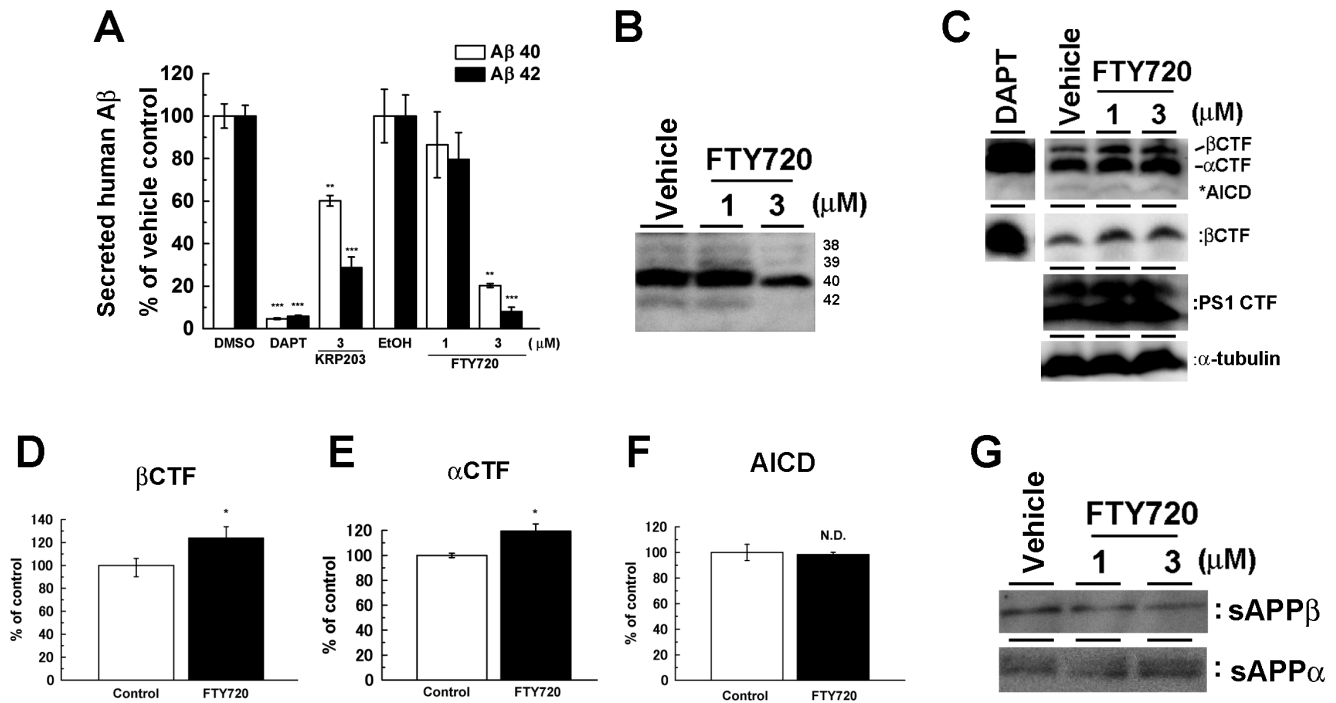 A
Aβ 40
Aβ 42
Secreted human Aβ
% of vehicle control
120
100
80
60
40
20
0
*** ***
**
***
**
***
DMSO DAPT 3 EtOH 1 3 ( μM)
KRP203 FTY720
B
Vehicle
FTY720
1 3 (μM)
38
39
40
42
C
DAPT
Vehicle
FTY720
1 3 (μM)
βCTF
αCTF
*AICD
:βCTF
:PS1 CTF
:α-tubulin
D
βCTF
% of control
140
120
100
80
60
40
20
0
*
Control FTY720
E
αCTF
% of control
120
100
80
60
40
20
0
*
Control FTY720
F
AICD
% of control
120
100
80
60
40
20
0
N.D.
Control FTY720
G
Vehicle
FTY720
1 3 (μM)
: sAPPβ
: sAPPα